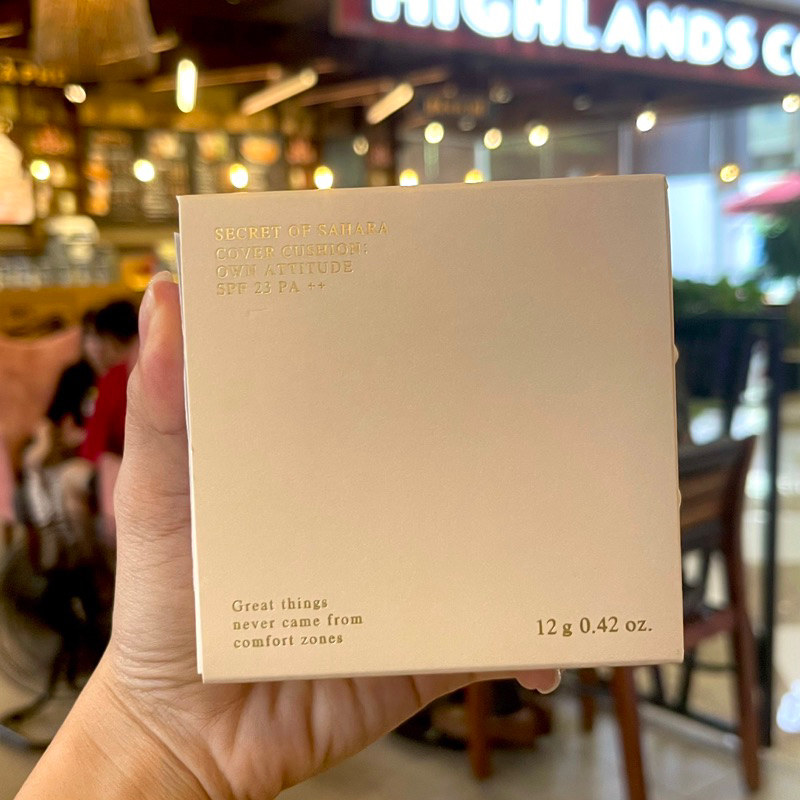 HIGHLANDS CO
SECRET OF SAHARA
COVER CUSHION:
OWN ATTITUDE
SPF 23 PA ++
Great things
never came from
comfort zones
12 g 0.42 oz.